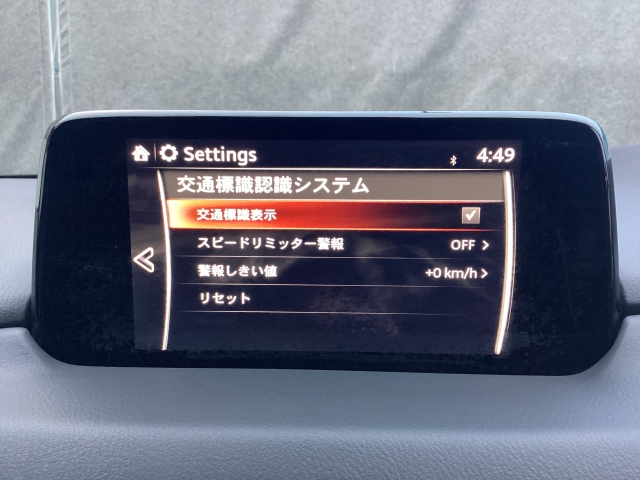 Settings 4:49
交通標識認識システム
交通標識表示
スピードリミッター警報 OFF
警報しきい値 +0 km/h
リセット